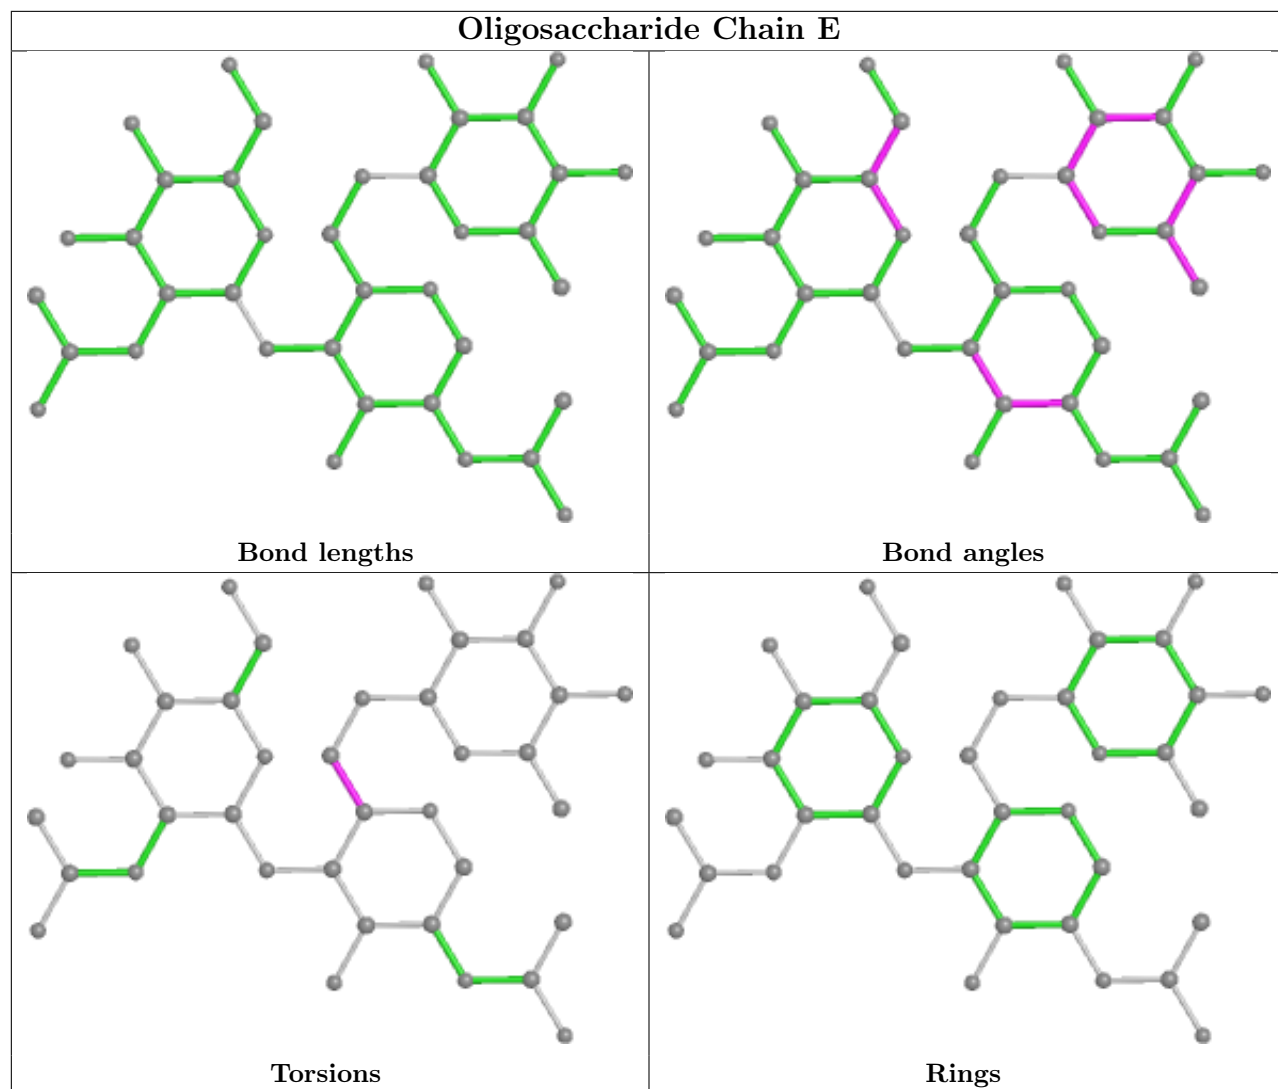 Oligosaccharide Chain E
Bond lengths
Bond angles
Torsions
Rings